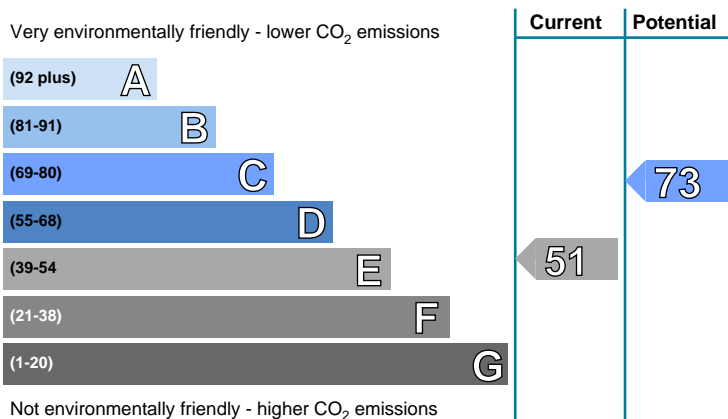 Current Potential
Very environmentally friendly - lower CO2 emissions
(92 plus) A
(81-91) B
(69-80) C
73
(55-68) D
(39-54 E
51
(21-38) F
(1-20) G
Not environmentally friendly - higher CO2 emissions